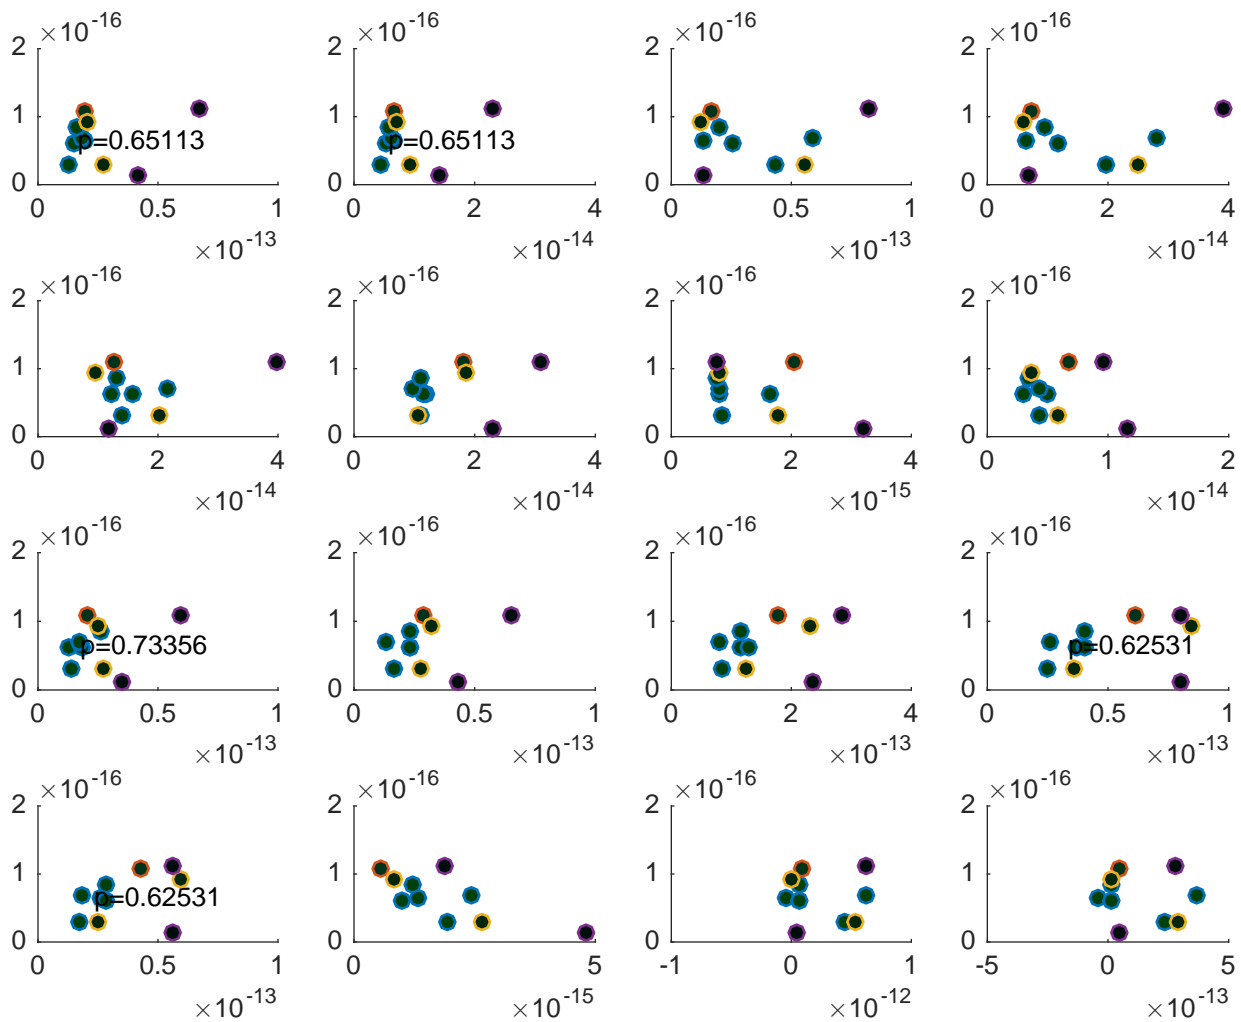 ×10-16 ×10-16 ×10-16 ×10-16
2 2 2 2
1 1 1 1
p=0.65113 p=0.65113
0 0 0 0
0 0.5 1 0 2 4 0 0.5 1 0 2 4
×10-13 ×10-14 ×10-13 ×10-14
×10-16 ×10-16 ×10-16 ×10-16
2 2 2 2
1 1 1 1
0 0 0 0
0 2 4 0 2 4 0 2 4 0 1 2
×10-14 ×10-14 ×10-15 ×10-14
×10-16 ×10-16 ×10-16 ×10-16
2 2 2 2
1 1 1 1
p=0.73356 p=0.62531
0 0 0 0
0 0.5 1 0 0.5 1 0 2 4 0 0.5 1
×10-13 ×10-13 ×10-13 ×10-13
×10-16 ×10-16 ×10-16 ×10-16
2 2 2 2
1 1 1 1
p=0.62531
0 0 0 0
0 0.5 1 0 5 -1 0 1 -5 0 5
×10-13 ×10-15 ×10-12 ×10-13